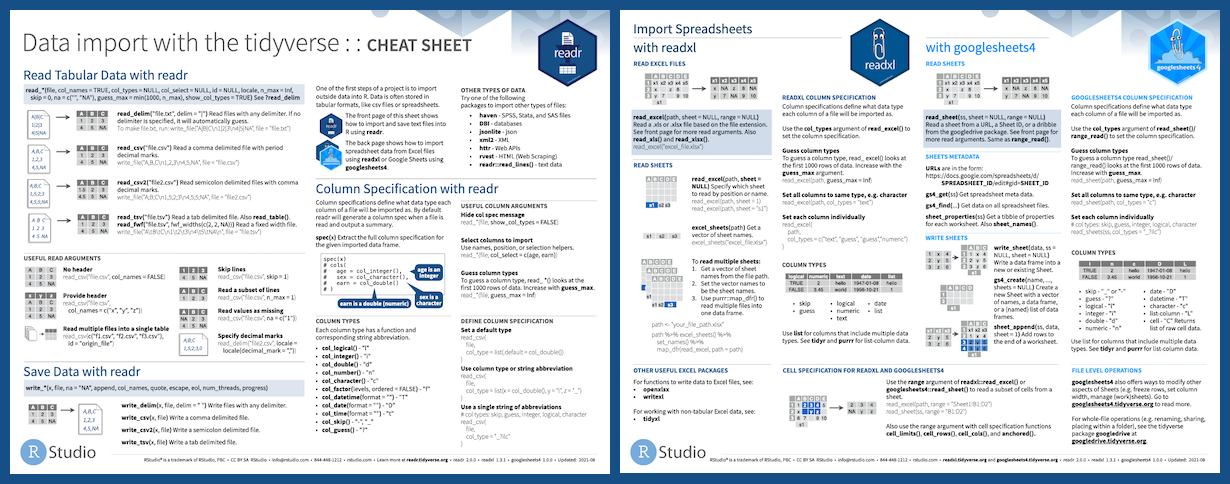 Data import with the tidyverse : : CHEAT SHEET
readr
Read Tabular Data with readr
read_*(file, col_names = TRUE, col_types = NULL, col_select = NULL, id = NULL, locale, n_max = Inf,
skip = 0, na = c("", "NA"), guess_max = min(1000, n_max), show_col_types = TRUE) See ?read_delim
read_delim("file.txt", delim = "|") Read files with any delimiter. If no
delimiter is specified, it will automatically guess.
To make file.txt, run: write_file("A|B|C\n1|2|3\n4|5|NA", file = "file.txt")
read_csv("file.csv") Read a comma delimited file with period
decimal marks.
write_file("A,B,C\n1,2,3\n4,5,NA", file = "file.csv")
read_csv2("file2.csv") Read semicolon delimited files with comma
decimal marks.
write_file("A;B;C\n1,5;2;3\n4,5;5;NA", file = "file2.csv")
read_tsv("file.tsv") Read a tab delimited file. Also read_table().
read_fwf("file.tsv", fwf_widths(c(2, 2, NA))) Read a fixed width file.
write_file("A\tB\tC\n1\t2\t3\n4\t5\tNA\n", file = "file.tsv")
USEFUL READ ARGUMENTS
No header
read_csv("file.csv", col_names = FALSE)
Provide header
read_csv("file.csv",
col_names = c("x", "y", "z"))
Read multiple files into a single table
read_csv(c("f1.csv", "f2.csv", "f3.csv"),
id = "origin_file")
Skip lines
read_csv("file.csv", skip = 1)
Read a subset of lines
read_csv("file.csv", n_max = 1)
Read values as missing
read_csv("file.csv", na = c("1"))
Specify decimal marks
read_delim("file2.csv", locale =
locale(decimal_mark = ","))
Save Data with readr
write_*(x, file, na = "NA", append, col_names, quote, escape, eol, num_threads, progress)
write_delim(x, file, delim = " ") Write files with any delimiter.
write_csv(x, file) Write a comma delimited file.
write_csv2(x, file) Write a semicolon delimited file.
write_tsv(x, file) Write a tab delimited file.
One of the first steps of a project is to import
outside data into R. Data is often stored in
tabular formats, like csv files or spreadsheets.
The front page of this sheet shows
how to import and save text files into
R using readr.
The back page shows how to import
spreadsheet data from Excel files
using readxl or Google Sheets using
googlesheets4.
OTHER TYPES OF DATA
Try one of the following
packages to import other types of files:
• haven - SPSS, Stata, and SAS files
• DBI - databases
• jsonlite - json
• xml2 - XML
• httr - Web APIs
• rvest - HTML (Web Scraping)
• readr::read_lines() - text data
Column Specification with readr
Column specifications define what data type each
column of a file will be imported as. By default
readr will generate a column spec when a file is
read and output a summary.
spec(x) Extract the full column specification for
the given imported data frame.
spec(x)
# cols(
# age = col_integer(),
# edu = col_character(),
# earn = col_double()
# )
age is an
integer
earn is a double (numeric)
sex is a
character
COLUMN TYPES
Each column type has a function and
corresponding string abbreviation.
• col_logical() - "l"
• col_integer() - "i"
• col_double() - "d"
• col_number() - "n"
• col_character() - "c"
• col_factor(levels, ordered = FALSE) - "f"
• col_datetime(format = "") - "T"
• col_date(format = "") - "D"
• col_time(format = "") - "t"
• col_skip() - "-", "_"
• col_guess() - "?"
USEFUL COLUMN ARGUMENTS
Hide col spec message
read_*(file, show_col_types = FALSE)
Select columns to import
Use names, position, or selection helpers.
read_*(file, col_select = c(age, earn))
Guess column types
To guess a column type, read_ *() looks at the
first 1000 rows of data. Increase with guess_max.
read_*(file, guess_max = Inf)
DEFINE COLUMN SPECIFICATION
Set a default type
read_csv(
file,
col_type = list(.default = col_double())
)
Use column type or string abbreviation
read_csv(
file,
col_type = list(x = col_double(), y = "l", z = "_")
)
Use a single string of abbreviations
# col types: skip, guess, integer, logical, character
read_csv(
file,
col_type = "_?ilc"
)
R Studio
RStudio® is a trademark of RStudio, PBC • CC BY SA RStudio • info@rstudio.com • 844-448-1212 • rstudio.com • Learn more at readr.tidyverse.org • readr 2.0.0 • readxl 1.3.1 • googlesheets4 1.0.0 • Updated: 2021-08
Import Spreadsheets
with readxl
readxl
READ EXCEL FILES
read_excel(path, sheet = NULL, range = NULL)
Read a .xls or .xlsx file based on the file extension.
See front page for more read arguments. Also
read_xls() and read_xlsx().
read_excel("excel_file.xlsx")
READ SHEETS
read_excel(path, sheet =
NULL) Specify which sheet
to read by position or name.
read_excel(path, sheet = 1)
read_excel(path, sheet = "s1")
excel_sheets(path) Get a
vector of sheet names.
excel_sheets("excel_file.xlsx")
To read multiple sheets:
1. Get a vector of sheet
names from the file path.
2. Set the vector names to
be the sheet names.
3. Use purrr::map_dfr() to
read multiple files into
one data frame.
path <- "your_file_path.xlsx"
path %>% excel_sheets() %>%
set_names() %>%
map_dfr(read_excel, path = path)
OTHER USEFUL EXCEL PACKAGES
For functions to write data to Excel files, see:
• openxlsx
• writexl
For working with non-tabular Excel data, see:
• tidyxl
READXL COLUMN SPECIFICATION
Column specifications define what data type
each column of a file will be imported as.
Use the col_types argument of read_excel() to
set the column specification.
Guess column types
To guess a column type, read_ excel() looks at
the first 1000 rows of data. Increase with the
guess_max argument.
read_excel(path, guess_max = Inf)
Set all columns to same type, e.g. character
read_excel(path, col_types = "text")
Set each column individually
read_excel(
path,
col_types = c("text", "guess", "guess","numeric")
)
COLUMN TYPES
logical numeric text date list
TRUE 2 hello 1947-01-08 hello
FALSE 3.45 world 1956-10-21 1
• skip
• guess
• logical
• numeric
• text
• date
• list
Use list for columns that include multiple data
types. See tidyr and purrr for list-column data.
CELL SPECIFICATION FOR READXL AND GOOGLESHEETS4
Use the range argument of readxl::read_excel() or
googlesheets4::read_sheet() to read a subset of cells from a
sheet.
read_excel(path, range = "Sheet1!B1:D2")
read_sheet(ss, range = "B1:D2")
Also use the range argument with cell specification functions
cell_limits(), cell_rows(), cell_cols(), and anchored().
with googlesheets4
googlesheets4
READ SHEETS
read_sheet(ss, sheet = NULL, range = NULL)
Read a sheet from a URL, a Sheet ID, or a dribble
from the googledrive package. See front page for
more read arguments. Same as range_read().
SHEETS METADATA
URLs are in the form:
https://docs.google.com/spreadsheets/d/
SPREADSHEET_ID/edit#gid=SHEET_ID
gs4_get(ss) Get spreadsheet meta data.
gs4_find(...) Get data on all spreadsheet files.
sheet_properties(ss) Get a tibble of properties
for each worksheet. Also sheet_names().
WRITE SHEETS
write_sheet(data, ss =
NULL, sheet = NULL)
Write a data frame into a
new or existing Sheet.
gs4_create(name, ...,
sheets = NULL) Create a
new Sheet with a vector
of names, a data frame,
or a (named) list of data
frames.
sheet_append(ss, data,
sheet = 1) Add rows to
the end of a worksheet.
GOOGLESHEETS4 COLUMN SPECIFICATION
Column specifications define what data type
each column of a file will be imported as.
Use the col_types argument of read_sheet()/
range_read() to set the column specification.
Guess column types
To guess a column type read_sheet()/
range_read() looks at the first 1000 rows of data.
Increase with guess_max.
read_sheet(path, guess_max = Inf)
Set all columns to same type, e.g. character
read_sheet(path, col_types = "c")
Set each column individually
# col types: skip, guess, integer, logical, character
read_sheets(ss, col_types = "_?ilc")
COLUMN TYPES
l n c D L
TRUE 2 hello 1947-01-08 hello
FALSE 3.45 world 1956-10-21 1
• skip - "_" or "-"
• guess - "?"
• logical - "l"
• integer - "i"
• double - "d"
• numeric - "n"
• date - "D"
• datetime - "T"
• character - "c"
• list-column - "L"
• cell - "C" Returns
list of raw cell data.
Use list for columns that include multiple data
types. See tidyr and purrr for list-column data.
FILE LEVEL OPERATIONS
googlesheets4 also offers ways to modify other
aspects of Sheets (e.g. freeze rows, set column
width, manage (work)sheets). Go to
googlesheets4.tidyverse.org to read more.
For whole-file operations (e.g. renaming, sharing,
placing within a folder), see the tidyverse
package googledrive at
googledrive.tidyverse.org.
R Studio
RStudio® is a trademark of RStudio, PBC • CC BY SA RStudio • info@rstudio.com • 844-448-1212 • rstudio.com • Learn more at readxl.tidyverse.org and googlesheets4.tidyverse.org • readr 2.0.0 • readxl 1.3.1 • googlesheets4 1.0.0 • Updated: 2021-08